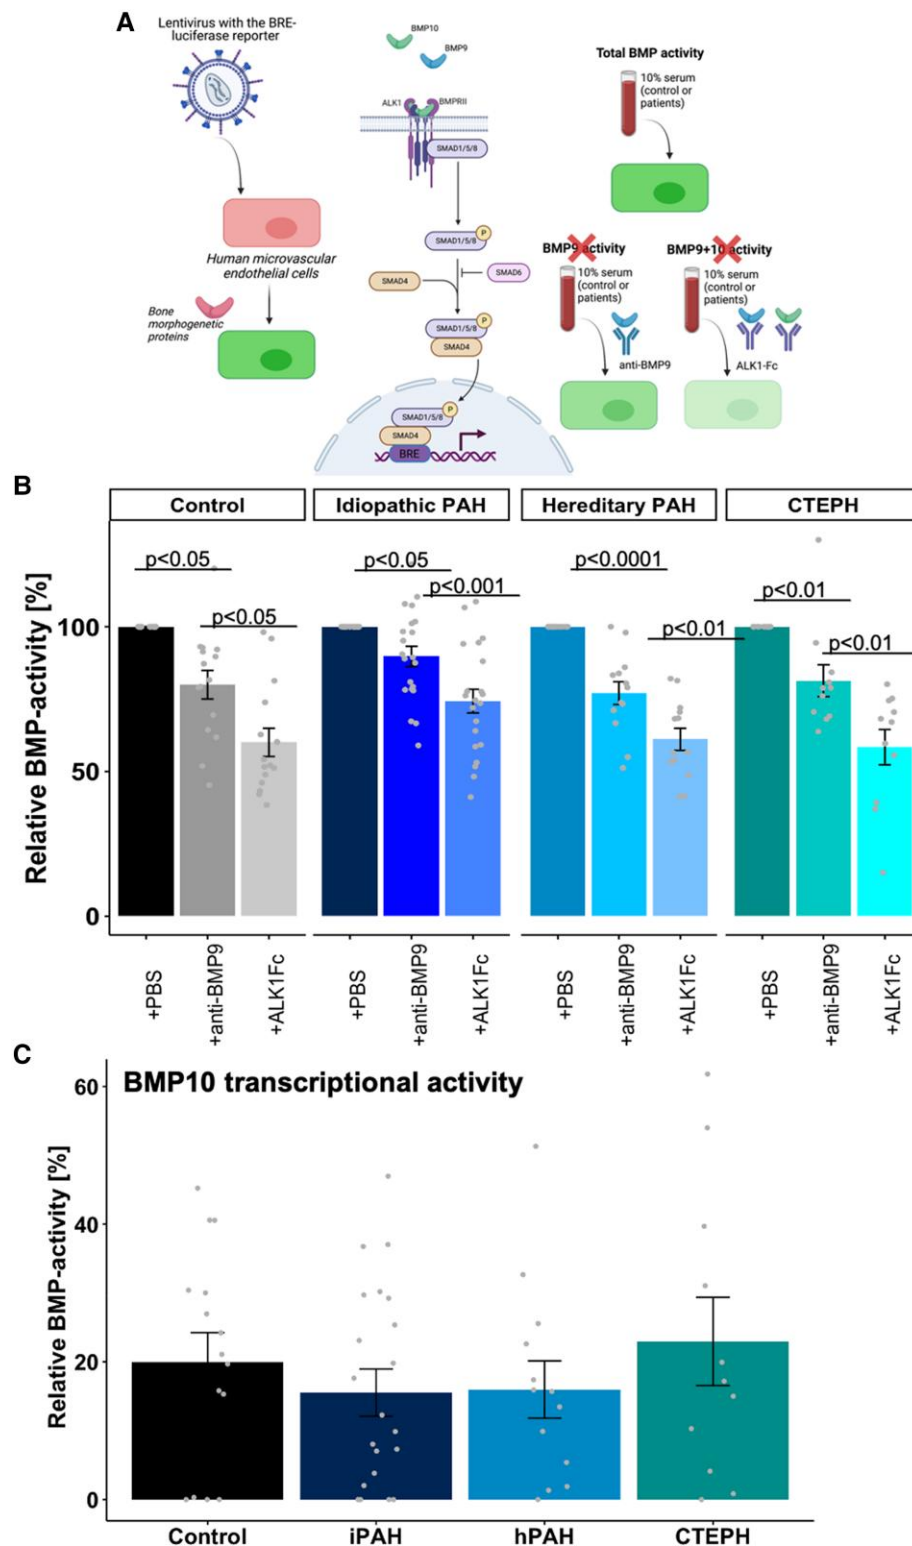 A
Lentivirus with the BRE-
luciferase reporter
Human microvascular
endothelial cells
Bone
morphogenetic
proteins
BMP10
BMP9
ALK1
BMPRII
SMAD1/5/8
P
SMAD1/5/8
SMAD4
SMAD6
P
SMAD1/5/8
SMAD4
P
SMAD1/5/8
SMAD4
BRE
Total BMP activity
10% serum
(control or
patients)
BMP9 activity
10% serum
(control or
patients)
anti-BMP9
BMP9+10 activity
10% serum
(control or
patients)
ALK1-Fc
B
Control
Idiopathic PAH
Hereditary PAH
CTEPH
p<0.05
p<0.05
p<0.05
p<0.001
p<0.0001
p<0.01
p<0.01
p<0.01
Relative BMP-activity [%]
100
50
0
+PBS
+anti-BMP9
+ALK1Fc
+PBS
+anti-BMP9
+ALK1Fc
+PBS
+anti-BMP9
+ALK1Fc
+PBS
+anti-BMP9
+ALK1Fc
C
BMP10 transcriptional activity
Relative BMP-activity [%]
60
40
20
0
Control
iPAH
hPAH
CTEPH